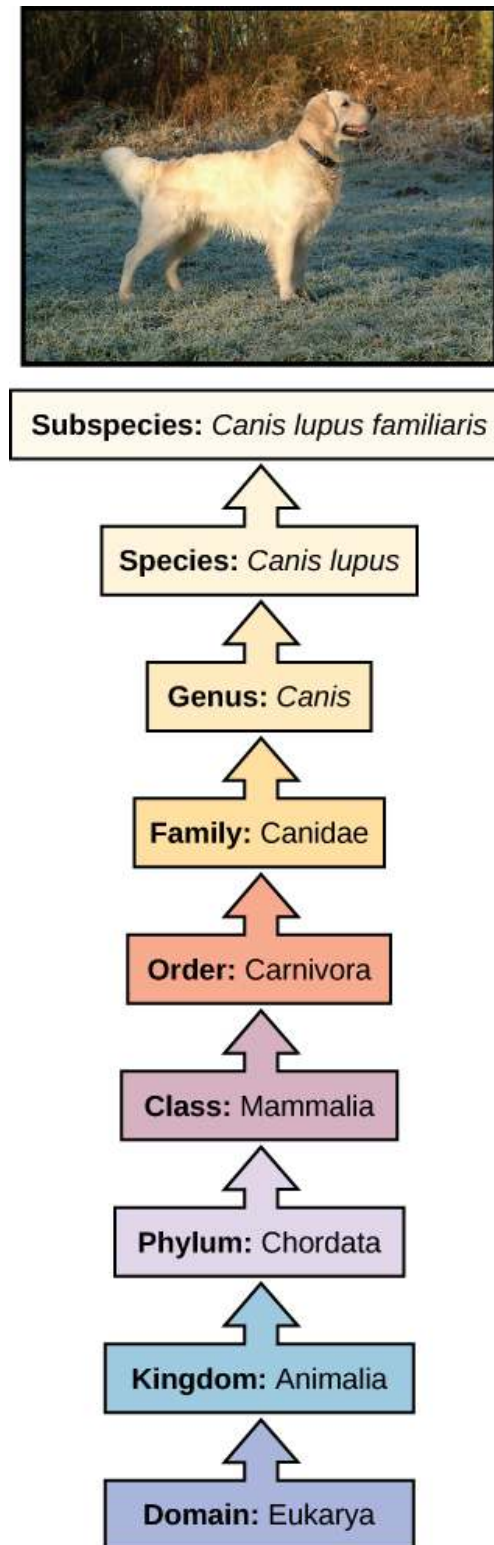 Subspecies: Canis lupus familiaris
Species: Canis lupus
Genus: Canis
Family: Canidae
Order: Carnivora
Class: Mammalia
Phylum: Chordata
Kingdom: Animalia
Domain: Eukarya